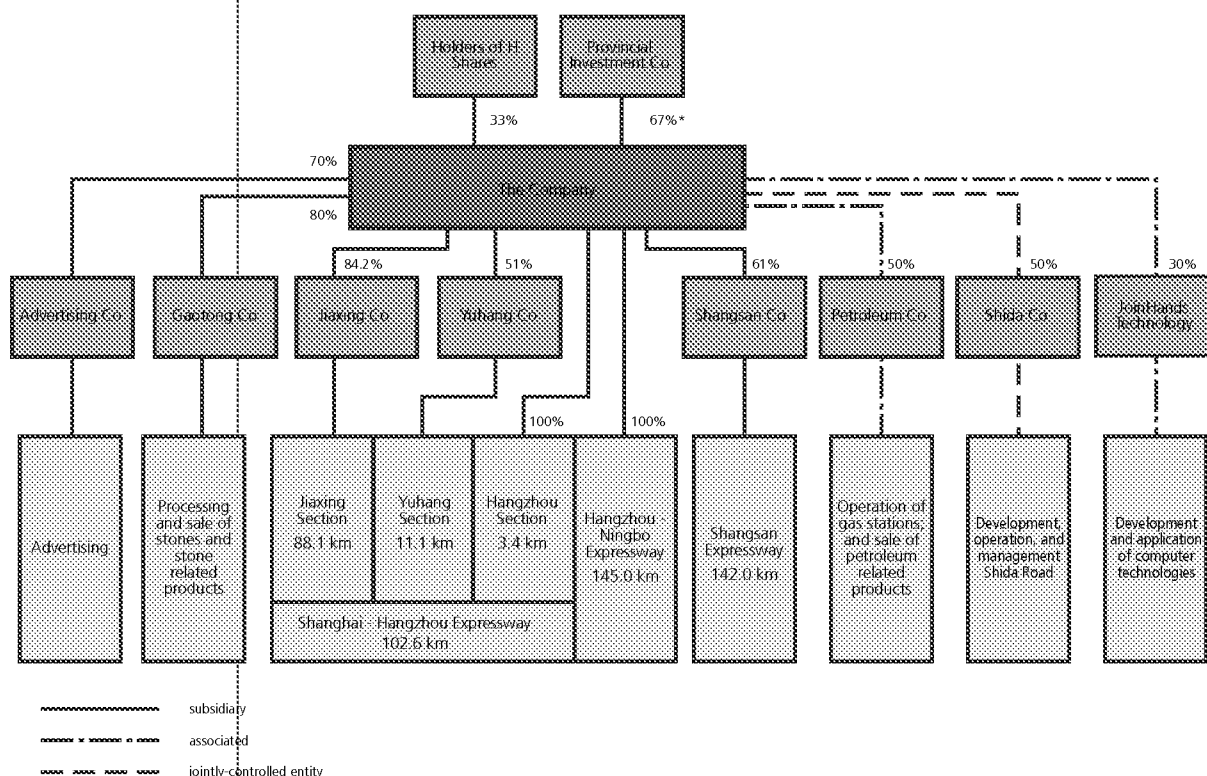 Holders of H
Shares
Provincial
Investment Co.
33%
67%*
70%
The Company
80%
84.2%
51%
61%
50%
50%
30%
Advertising Co.
Gaotong Co.
Jiaxing Co.
Yuhang Co.
Shangsan Co.
Petroleum Co.
Shida Co.
JoinHands
Technology
100%
100%
Advertising
Processing
and sale of
stones and
stone
related
products
Jiaxing
Section
88.1 km
Yuhang
Section
11.1 km
Hangzhou
Section
3.4 km
Hangzhou -
Ningbo
Expressway
145.0 km
Shanghai - Hangzhou Expressway
102.6 km
Shangsan
Expressway
142.0 km
Operation of
gas stations;
and sale of
petroleum
related
products
Development,
operation, and
management
Shida Road
Development
and application
of computer
technologies
subsidiary
associated
jointly-controlled entity